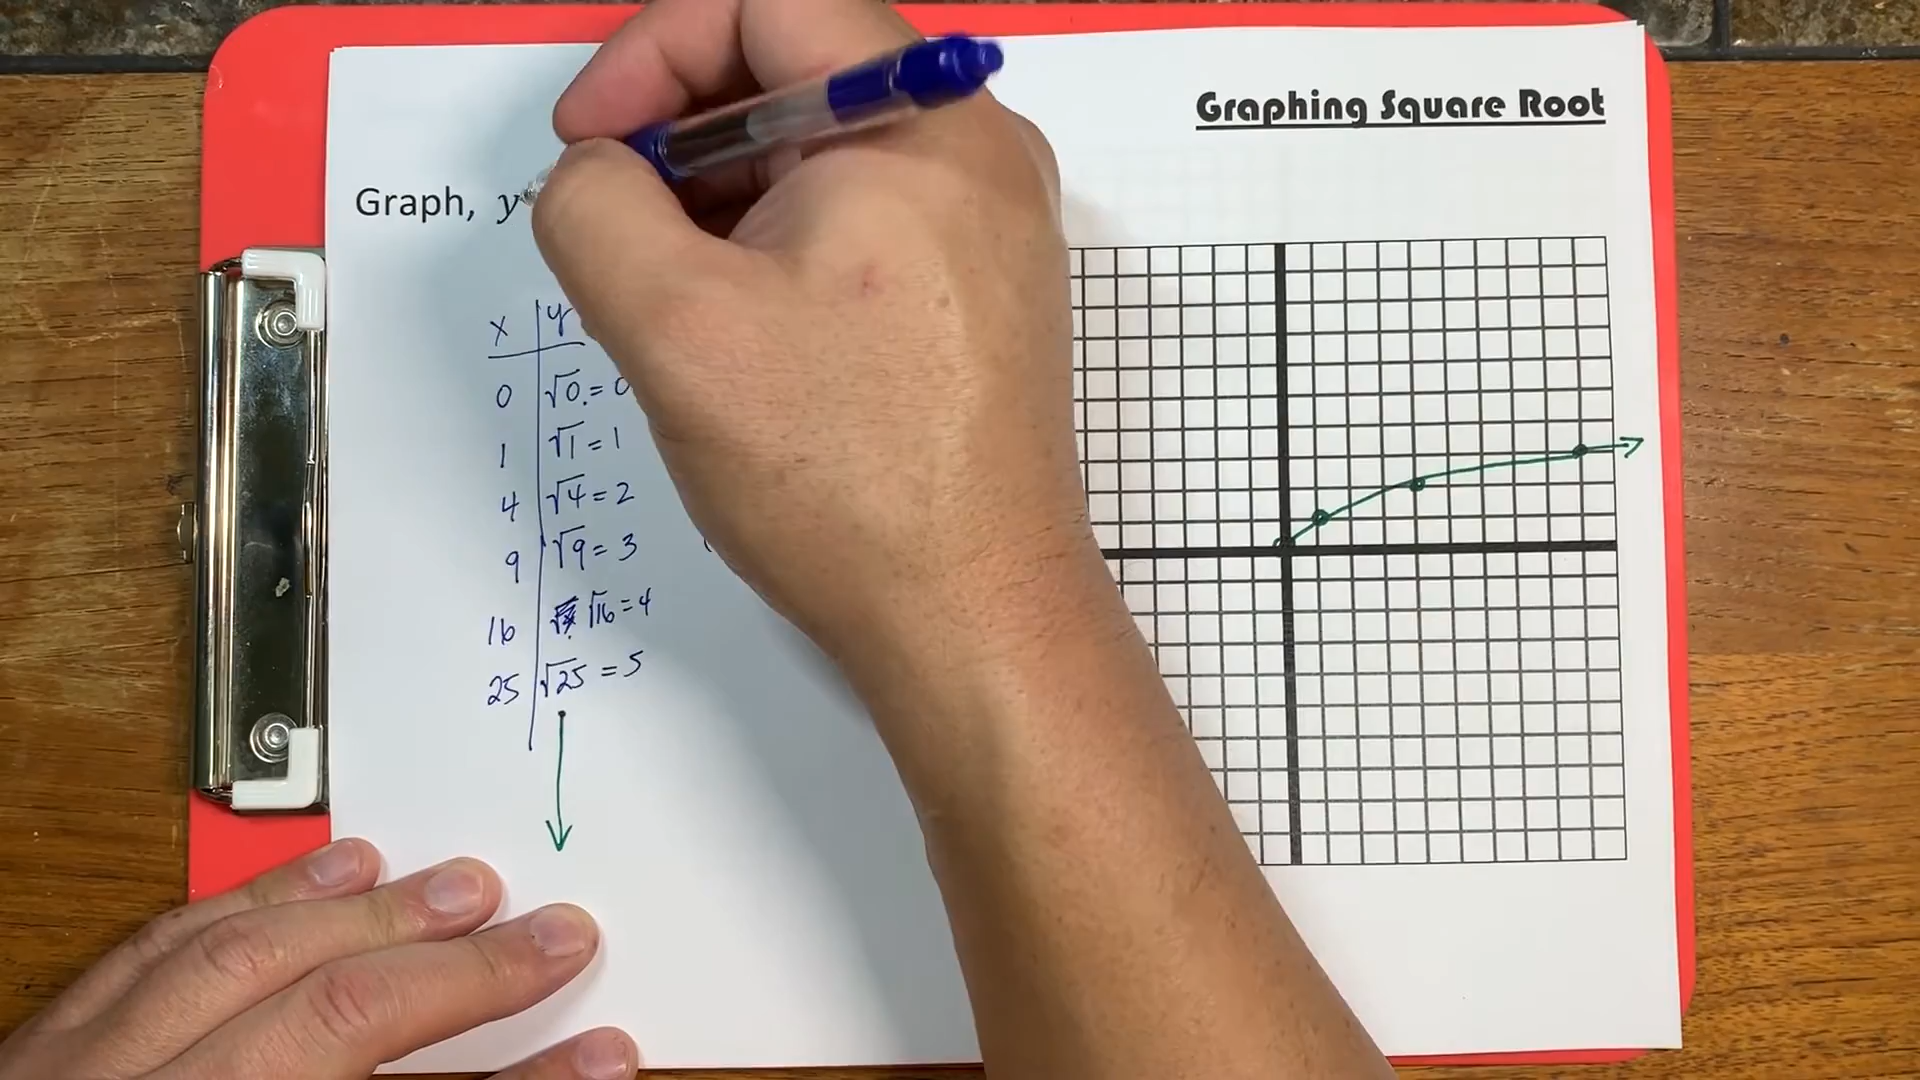 Graphing Square Root
Graph, y
x y
0 √0 = 0
1 √1 = 1
4 √4 = 2
9 √9 = 3
16 √16 = 4
25 √25 = 5